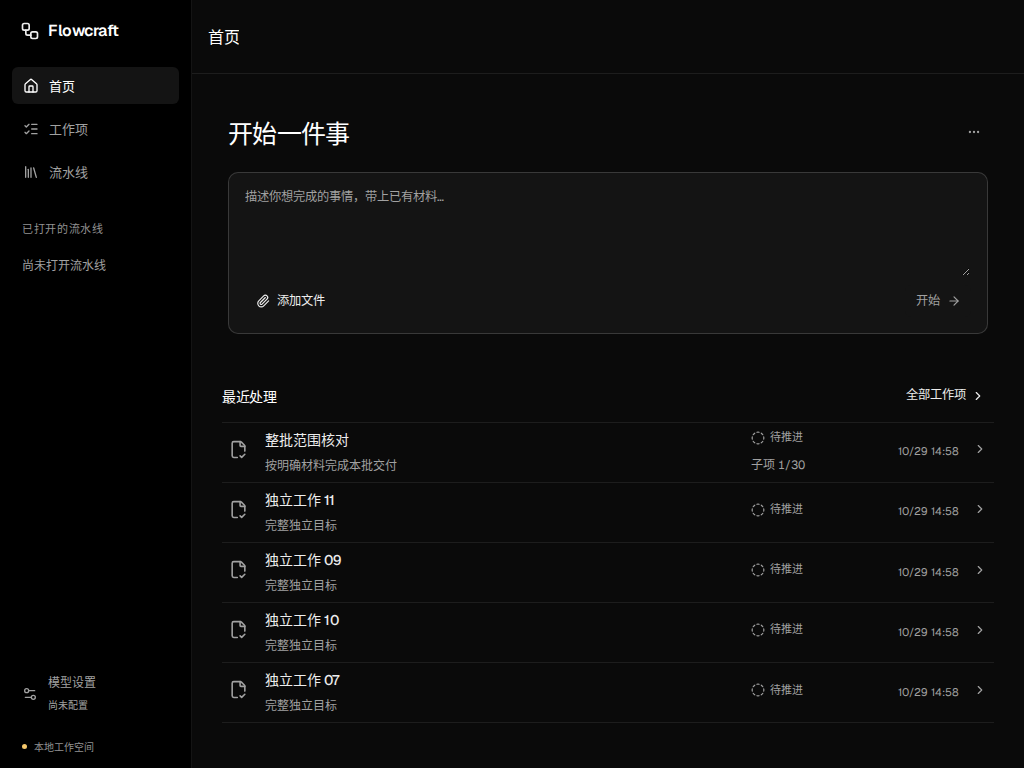 Flowcraft
首页
工作项
流水线
已打开的流水线
尚未打开流水线
模型设置
尚未配置
本地工作空间
首页
开始一件事
描述你想完成的事情，带上已有材料…
添加文件
开始
最近处理
全部工作项
整批范围核对
按明确材料完成本批交付
待推进
子项 1/30
10/29 14:58
独立工作 11
完整独立目标
待推进
10/29 14:58
独立工作 09
完整独立目标
待推进
10/29 14:58
独立工作 10
完整独立目标
待推进
10/29 14:58
独立工作 07
完整独立目标
待推进
10/29 14:58